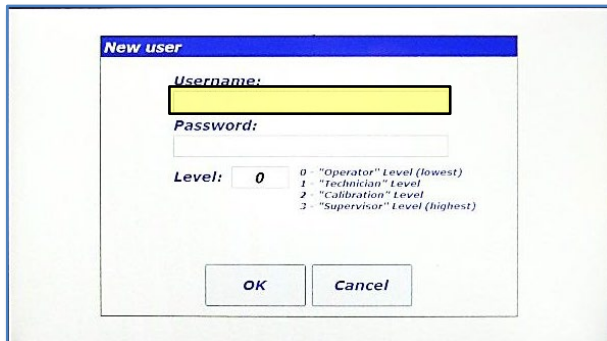 New user
Username:
Password:
Level: 0
0 - "Operator" Level (lowest)
1 - "Technician" Level
2 - "Calibration" Level
3 - "Supervisor" Level (highest)
OK Cancel